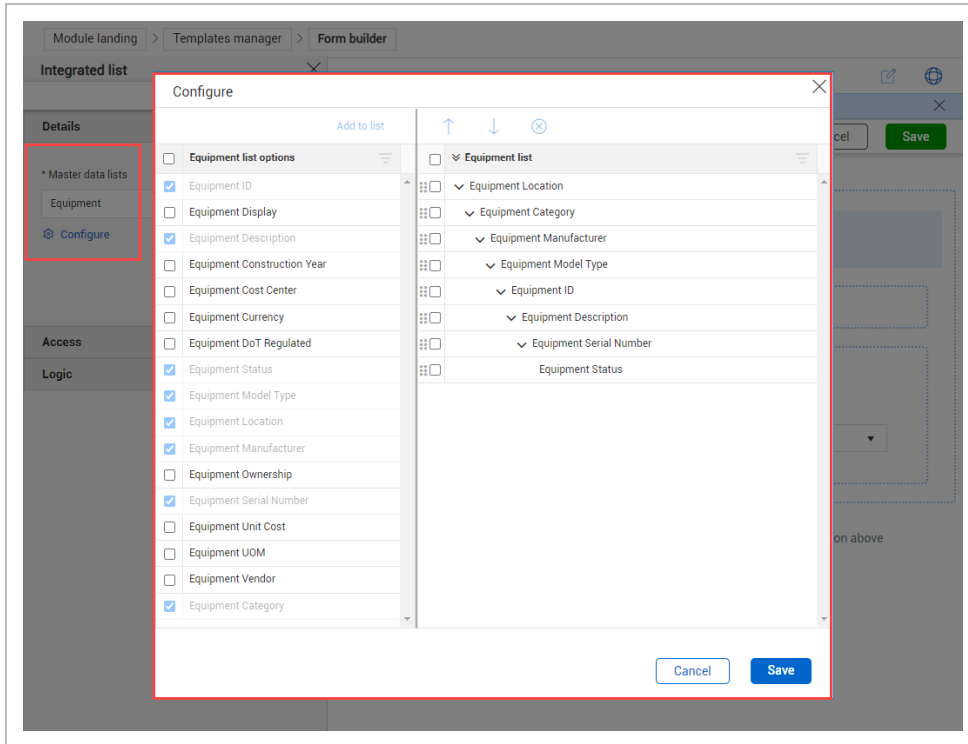 Module landing > Templates manager > Form builder
Integrated list
Details
* Master data lists
Equipment
Configure
Access
Logic
Configure
Add to list
Equipment list options
Equipment ID
Equipment Display
Equipment Description
Equipment Construction Year
Equipment Cost Center
Equipment Currency
Equipment DoT Regulated
Equipment Status
Equipment Model Type
Equipment Location
Equipment Manufacturer
Equipment Ownership
Equipment Serial Number
Equipment Unit Cost
Equipment UOM
Equipment Vendor
Equipment Category
Equipment list
Equipment Location
Equipment Category
Equipment Manufacturer
Equipment Model Type
Equipment ID
Equipment Description
Equipment Serial Number
Equipment Status
Cancel
Save
cel
Save
on above